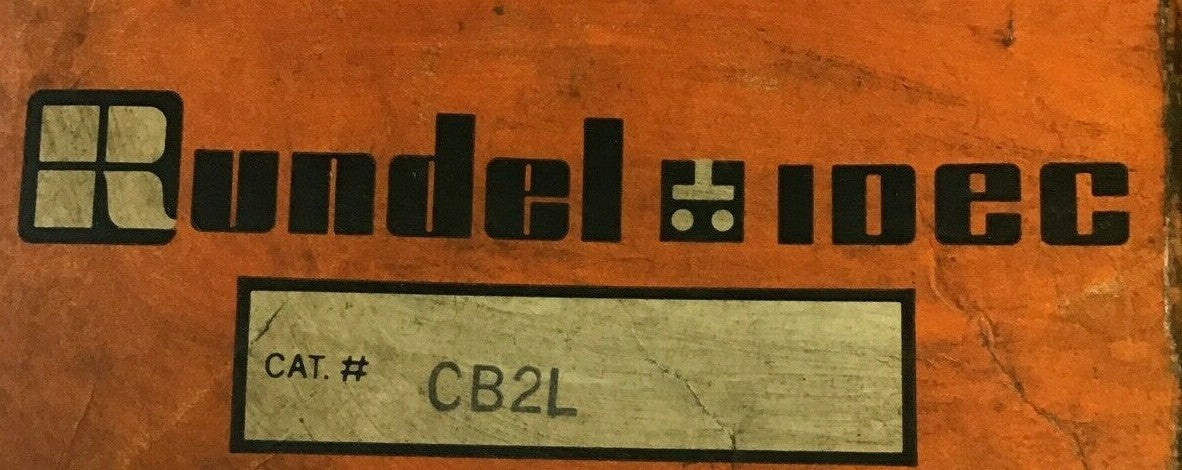 Rundel IDEC
CAT. # CB2L